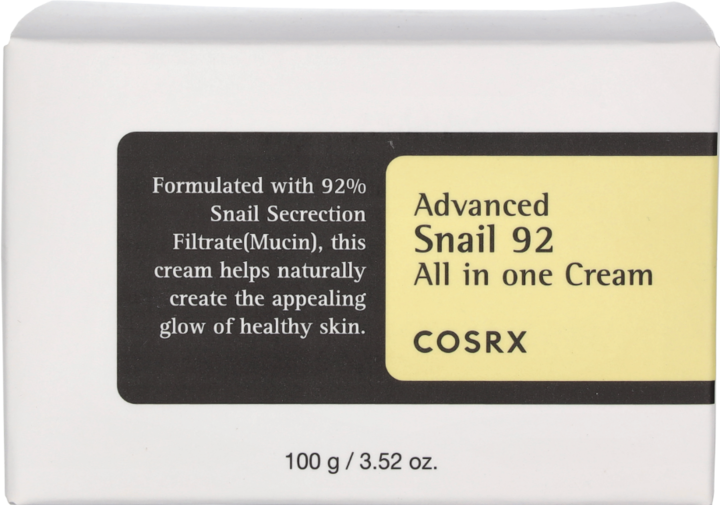 Formulated with 92%
Snail Secrection
Filtrate(Mucin), this
cream helps naturally
create the appealing
glow of healthy skin.
Advanced
Snail 92
All in one Cream
COSRX
100 g / 3.52 oz.